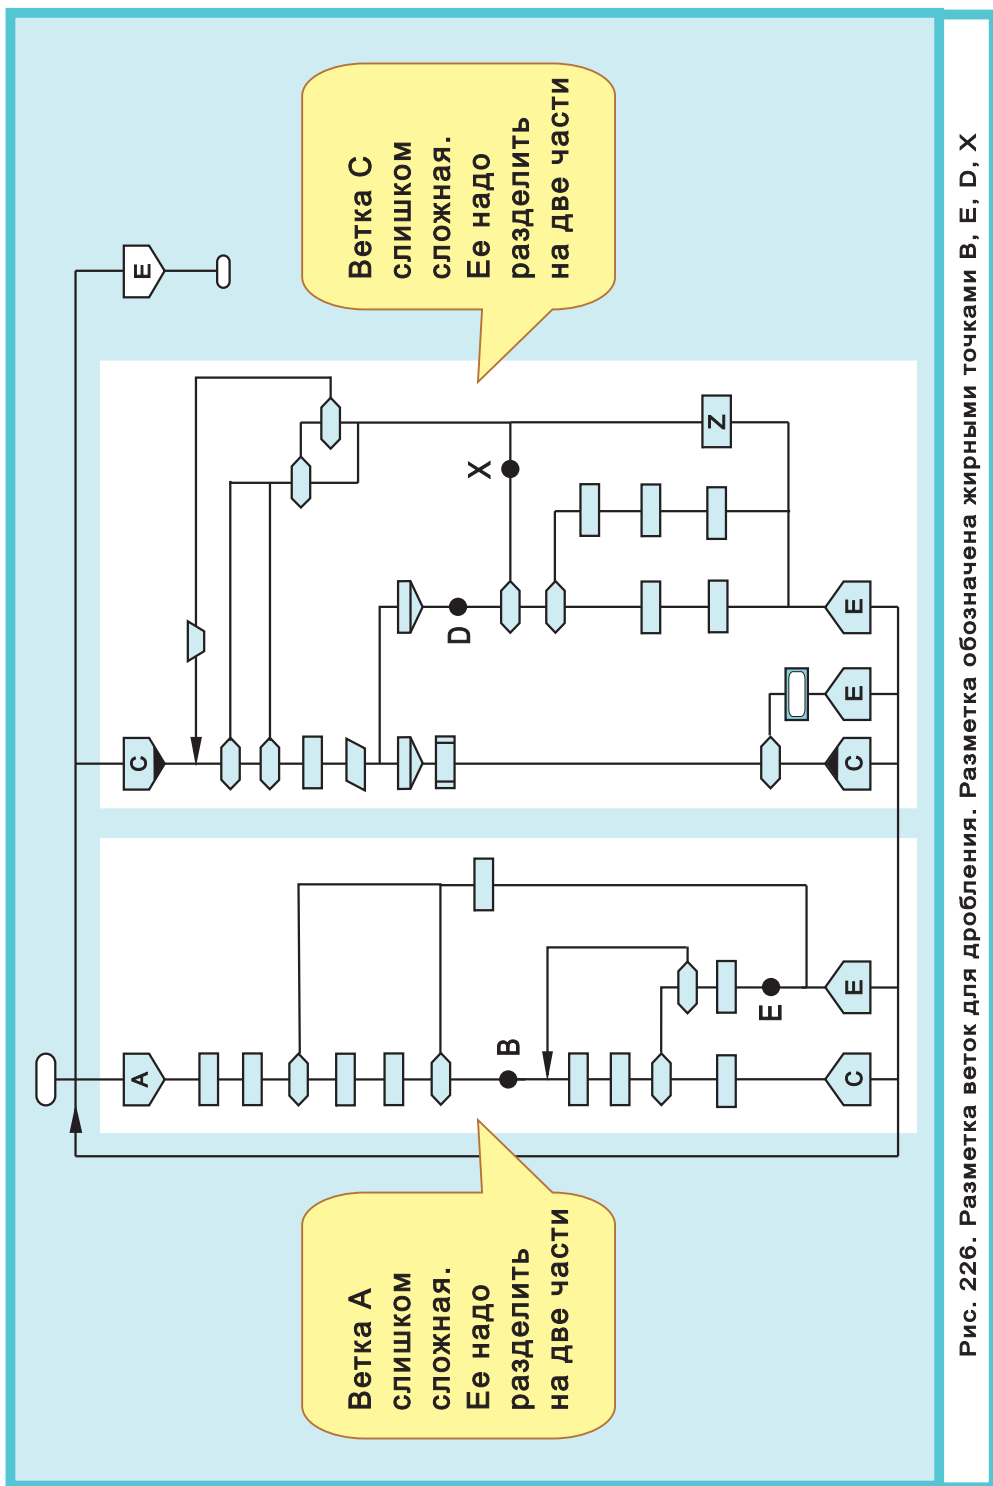 Ветка А
слишком
сложная.
Ее надо
разделить
на две части
Ветка С
слишком
сложная.
Ее надо
разделить
на две части
A
C
E
B
E
C
E
D
X
Z
C
E
E
Рис. 226. Разметка веток для дробления. Разметка обозначена жирными точками B, E, D, X